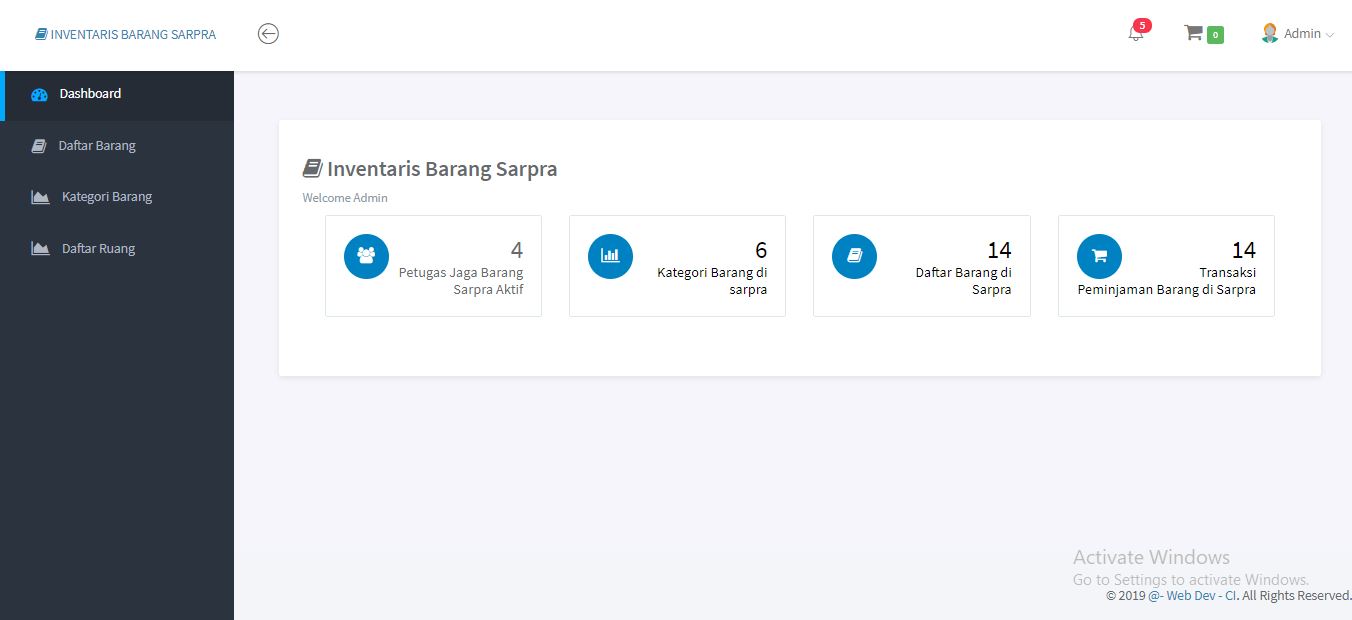 INVENTARIS BARANG SARPRA
5
0
Admin
Dashboard
Daftar Barang
Kategori Barang
Daftar Ruang
Inventaris Barang Sarpra
Welcome Admin
4
Petugas Jaga Barang
Sarpra Aktif
6
Kategori Barang di
sarpra
14
Daftar Barang di
Sarpra
14
Transaksi
Peminjaman Barang di Sarpra
Activate Windows
Go to Settings to activate Windows.
© 2019 @- Web Dev - CI. All Rights Reserved.